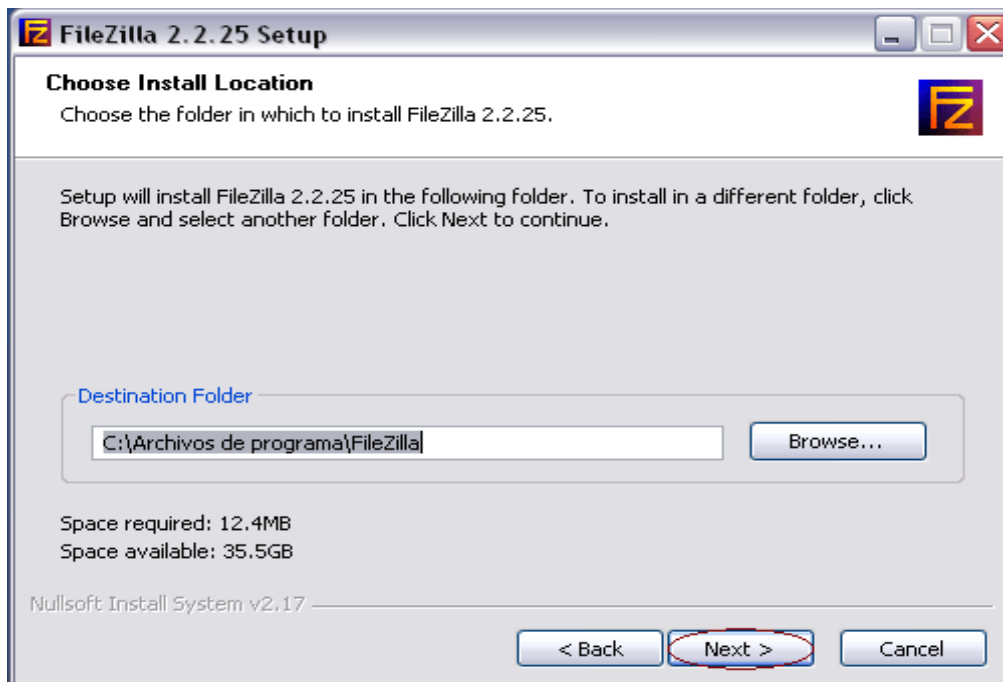 FileZilla 2.2.25 Setup
Choose Install Location
Choose the folder in which to install FileZilla 2.2.25.
FZ
Setup will install FileZilla 2.2.25 in the following folder. To install in a different folder, click
Browse and select another folder. Click Next to continue.
Destination Folder
C:\Archivos de programa\FileZilla
Browse...
Space required: 12.4MB
Space available: 35.5GB
Nullsoft Install System v2.17
< Back
Next >
Cancel